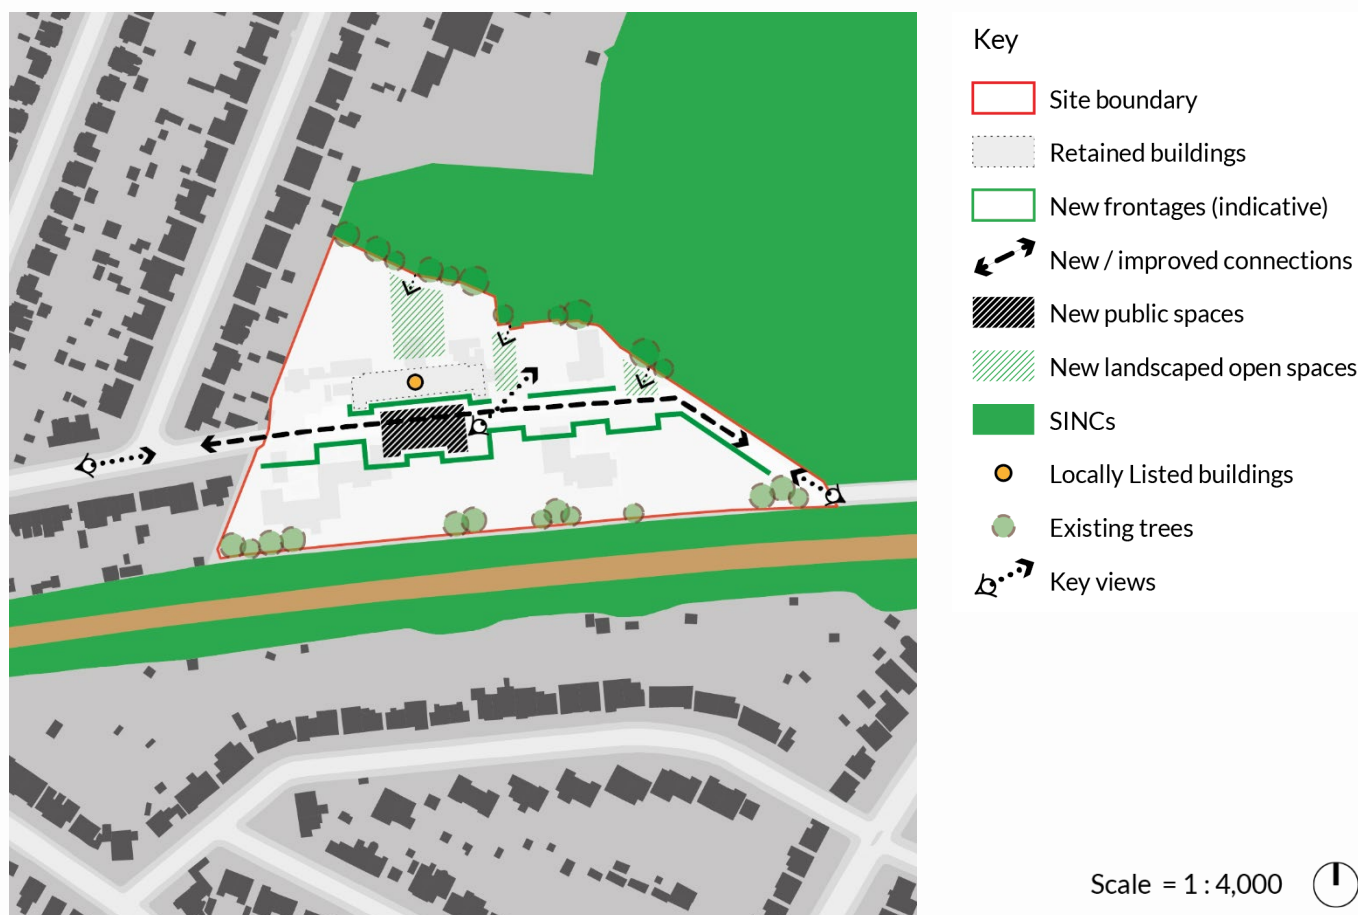 Key
Site boundary
Retained buildings
New frontages (indicative)
New / improved connections
New public spaces
New landscaped open spaces
SINCs
Locally Listed buildings
Existing trees
Key views
Scale = 1 : 4,000